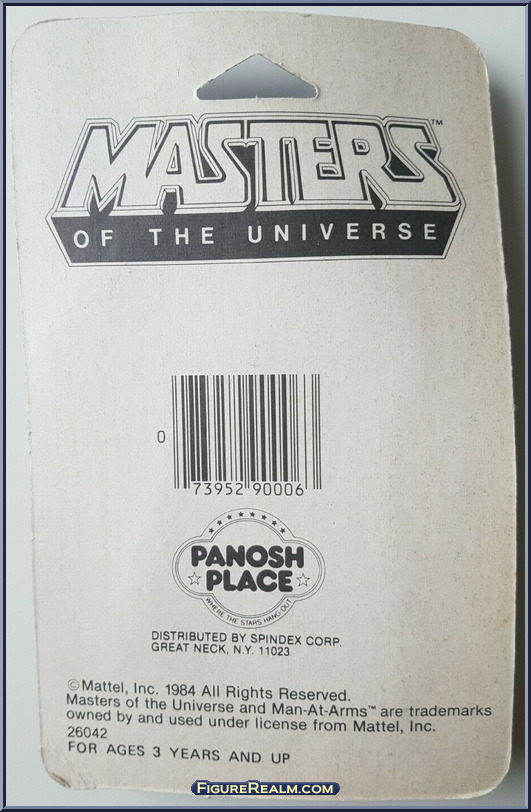 MASTERS™
OF THE UNIVERSE
0
73952 90006
PANOSH
PLACE
WHERE THE STARS HANG OUT
DISTRIBUTED BY SPINDEX CORP.
GREAT NECK, N.Y. 11023
©Mattel, Inc. 1984 All Rights Reserved.
Masters of the Universe and Man-At-Arms™ are trademarks
owned by and used under license from Mattel, Inc.
26042
FOR AGES 3 YEARS AND UP
FigureRealm.com